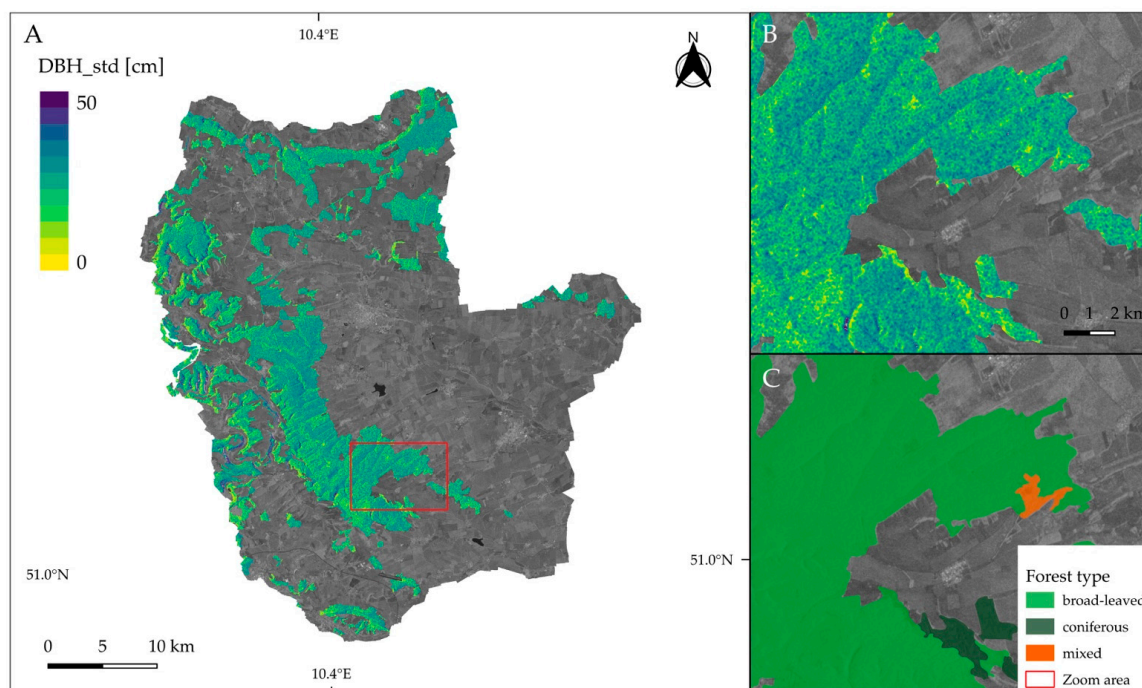 A
10.4°E
N
DBH_std [cm]
50
0
51.0°N
0 5 10 km
10.4°E
B
0 1 2 km
C
51.0°N
Forest type
broad-leaved
coniferous
mixed
Zoom area